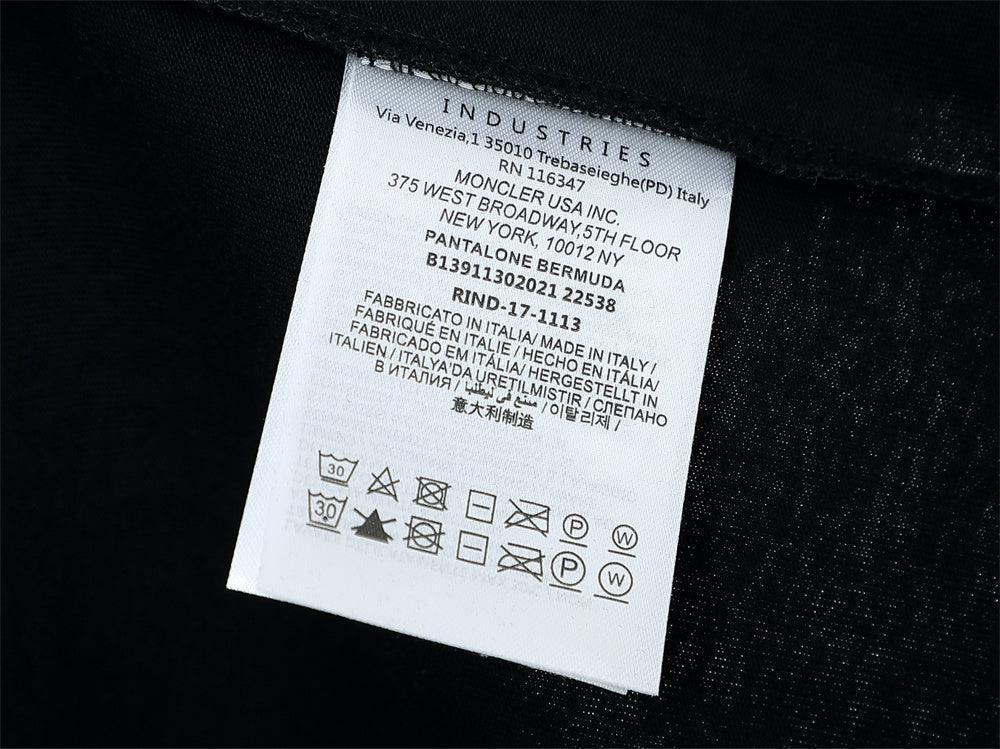 INDUSTRIES
Via Venezia,1 35010 Trebaseieghe(PD) Italy
RN 116347
MONCLER USA INC.
375 WEST BROADWAY,5TH FLOOR
NEW YORK, 10012 NY
PANTALONE BERMUDA
B13911302021 22538
RIND-17-1113
FABBRICATO IN ITALIA/ MADE IN ITALY /
FABRIQUÉ EN ITALIE / HECHO EN ITÁLIA/
FABRICADO EM ITÁLIA/ HERGESTELLT IN
ITALIEN / ITALYA'DA URETILMISTIR / СЛЕПАНО
В ИТАЛИЯ / صنع في / 이탈리제 /
意大利制造
30 P W
30 P W